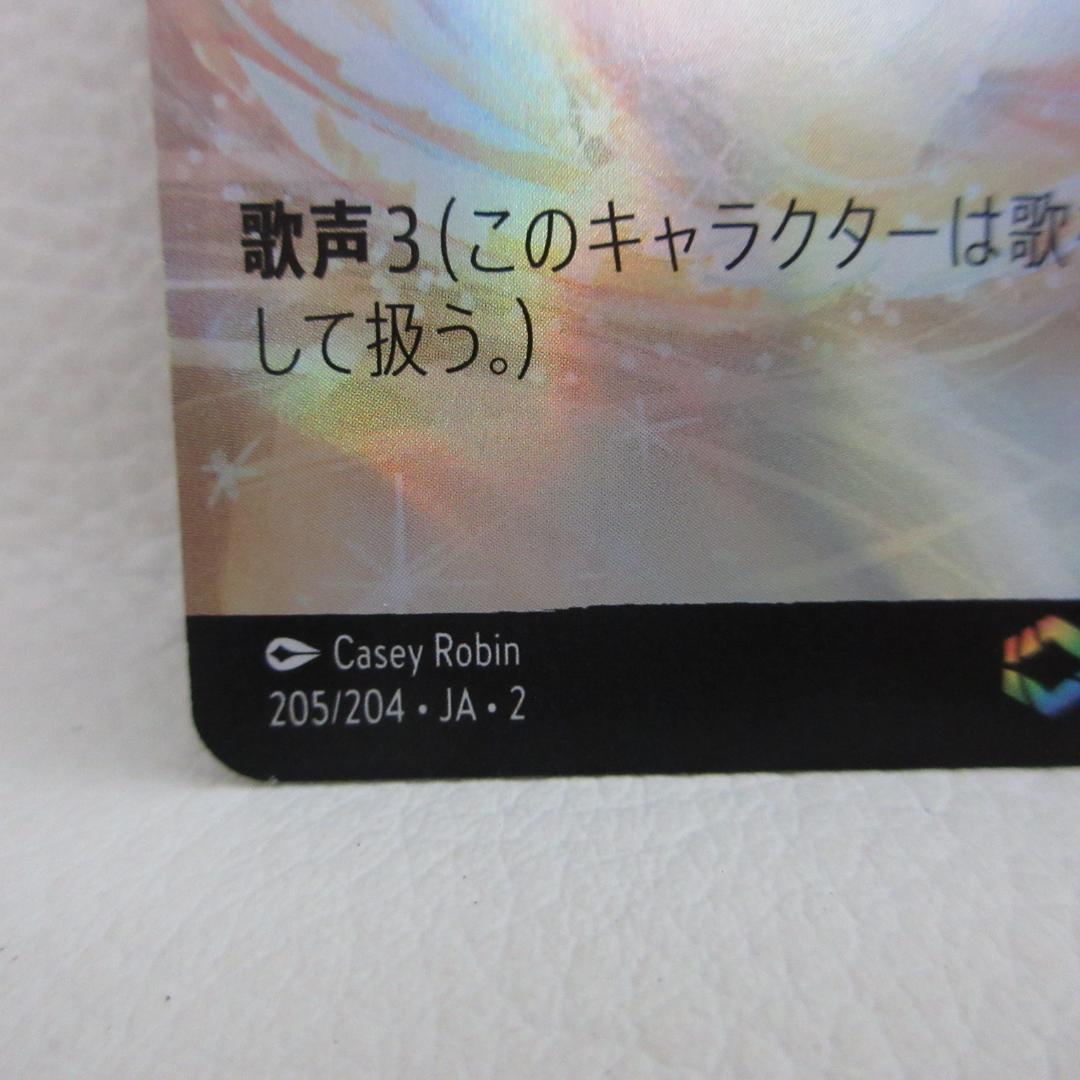 歌声3(このキャラクターは歌
して扱う。)
Casey Robin
205/204・JA・2